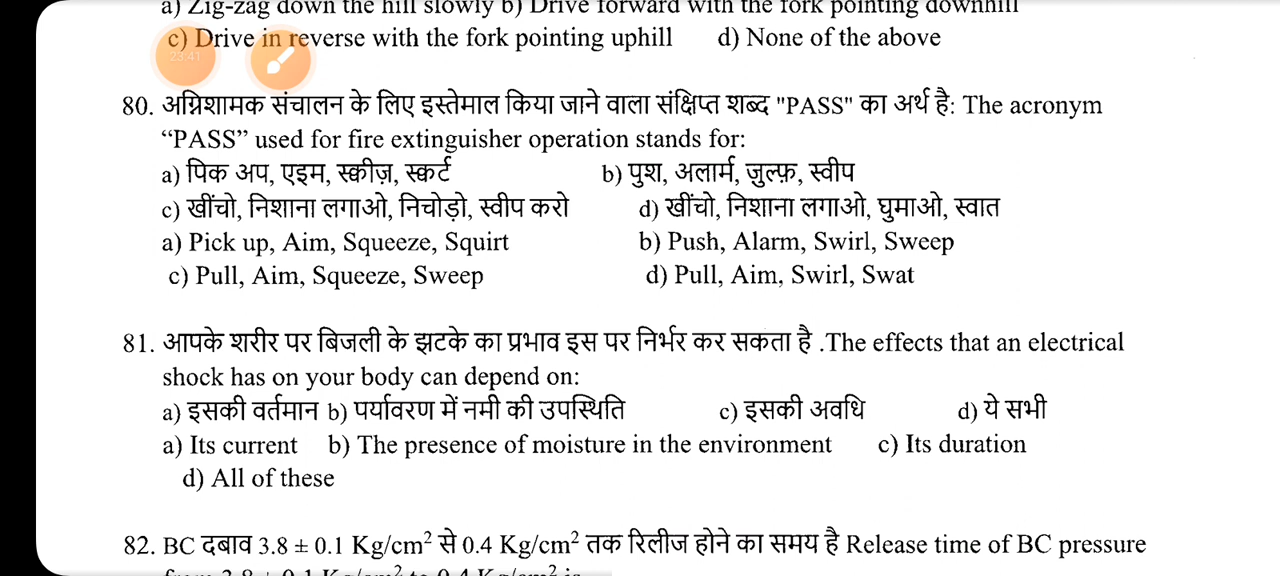 a) Zig-zag down the hill slowly b) Drive forward with the fork pointing downhill
c) Drive in reverse with the fork pointing uphill d) None of the above
23:41
80. अग्निशामक संचालन के लिए इस्तेमाल किया जाने वाला संक्षिप्त शब्द "PASS" का अर्थ है: The acronym
“PASS” used for fire extinguisher operation stands for:
a) पिक अप, एइम, स्क्वीज़, स्क्वर्ट b) पुश, अलार्म, ज़ुल्फ़, स्वीप
c) खींचो, निशाना लगाओ, निचोड़ो, स्वीप करो d) खींचो, निशाना लगाओ, घुमाओ, स्वात
a) Pick up, Aim, Squeeze, Squirt b) Push, Alarm, Swirl, Sweep
c) Pull, Aim, Squeeze, Sweep d) Pull, Aim, Swirl, Swat
81. आपके शरीर पर बिजली के झटके का प्रभाव इस पर निर्भर कर सकता है .The effects that an electrical
shock has on your body can depend on:
a) इसकी वर्तमान b) पर्यावरण में नमी की उपस्थिति c) इसकी अवधि d) ये सभी
a) Its current b) The presence of moisture in the environment c) Its duration
d) All of these
82. BC दबाव 3.8 ± 0.1 Kg/cm² से 0.4 Kg/cm² तक रिलीज होने का समय है Release time of BC pressure